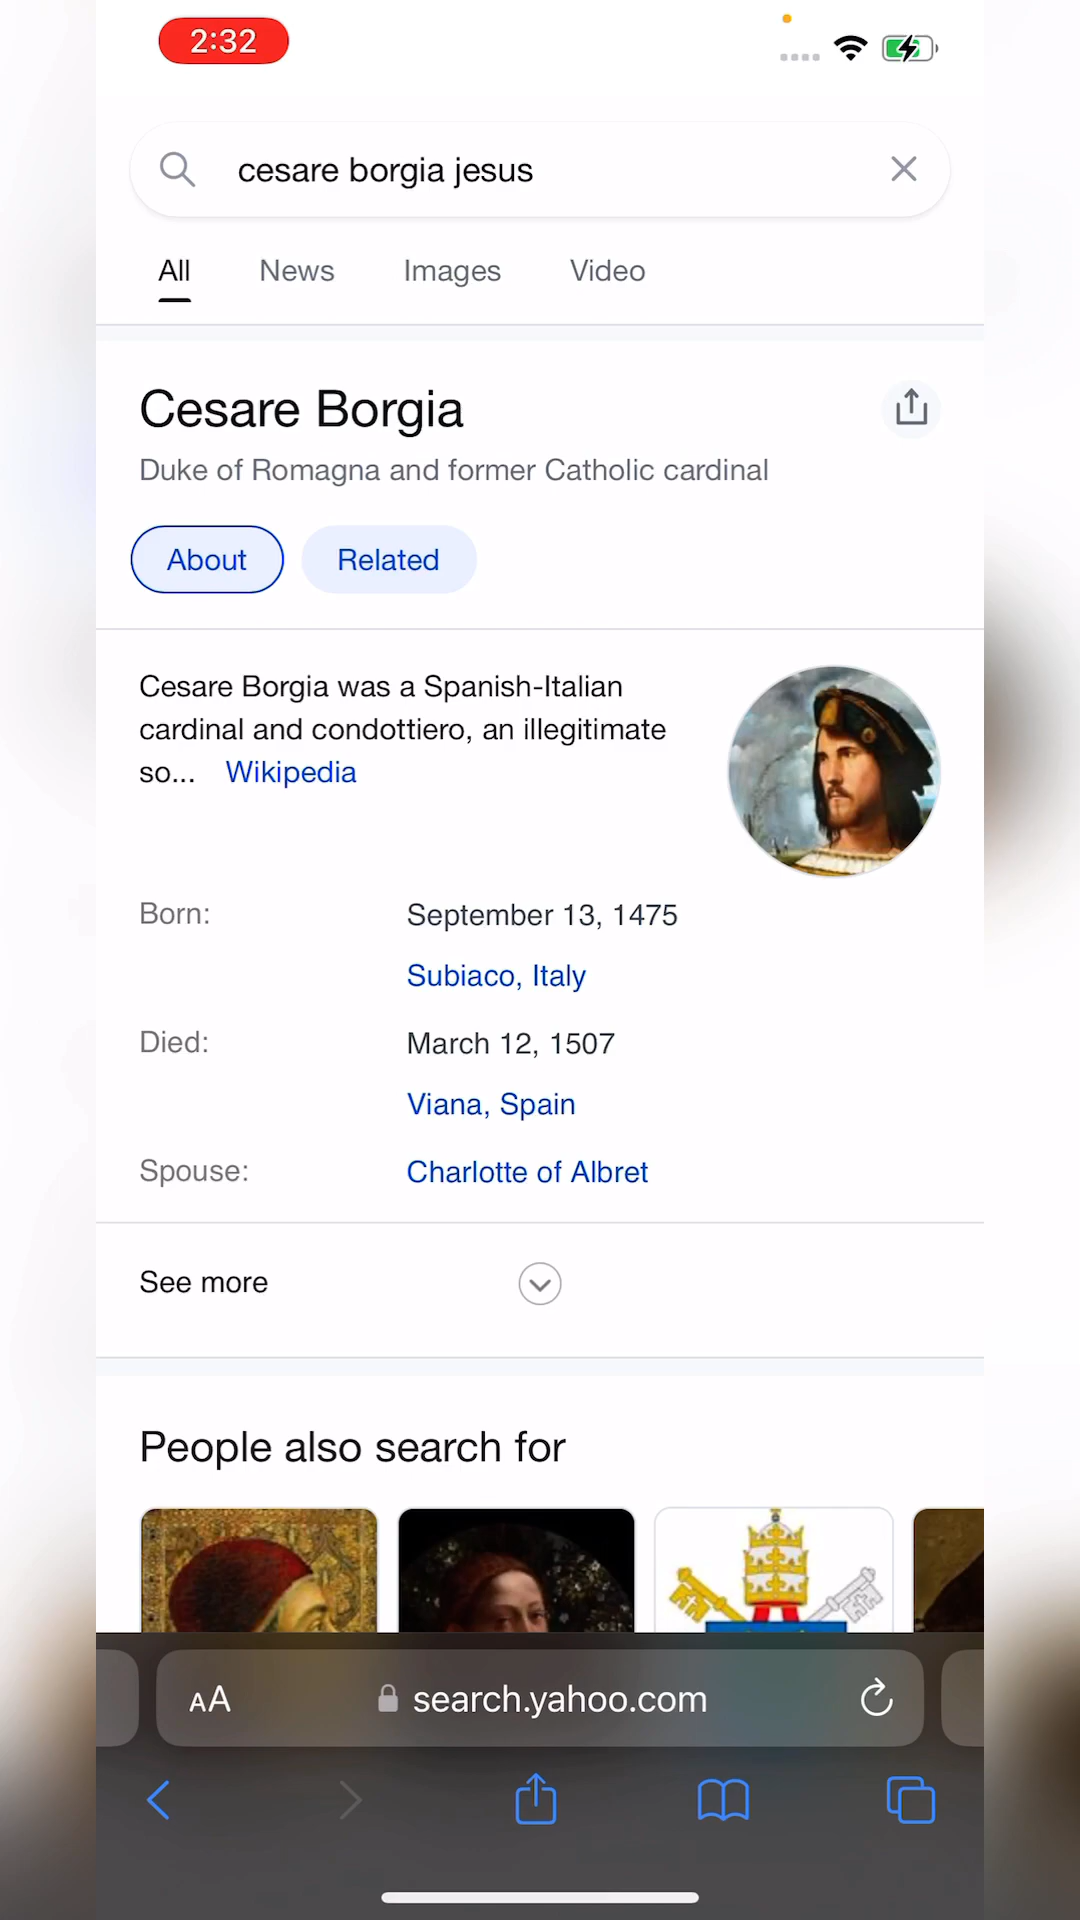 2:32
cesare borgia jesus
All News Images Video
Cesare Borgia
Duke of Romagna and former Catholic cardinal
About Related
Cesare Borgia was a Spanish-Italian
cardinal and condottiero, an illegitimate
so... Wikipedia
Born: September 13, 1475
Subiaco, Italy
Died: March 12, 1507
Viana, Spain
Spouse: Charlotte of Albret
See more
People also search for
AA search.yahoo.com